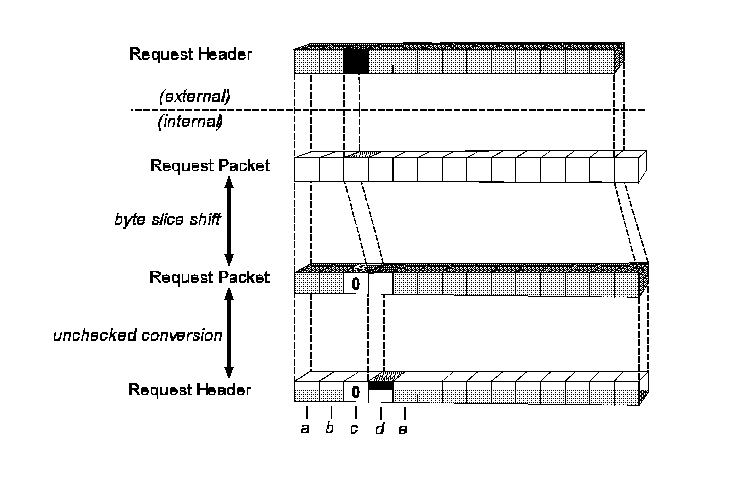 Request Header
(external)
(internal)
Request Packet
byte slice shift
Request Packet
0
unchecked conversion
Request Header
0
a b c d e